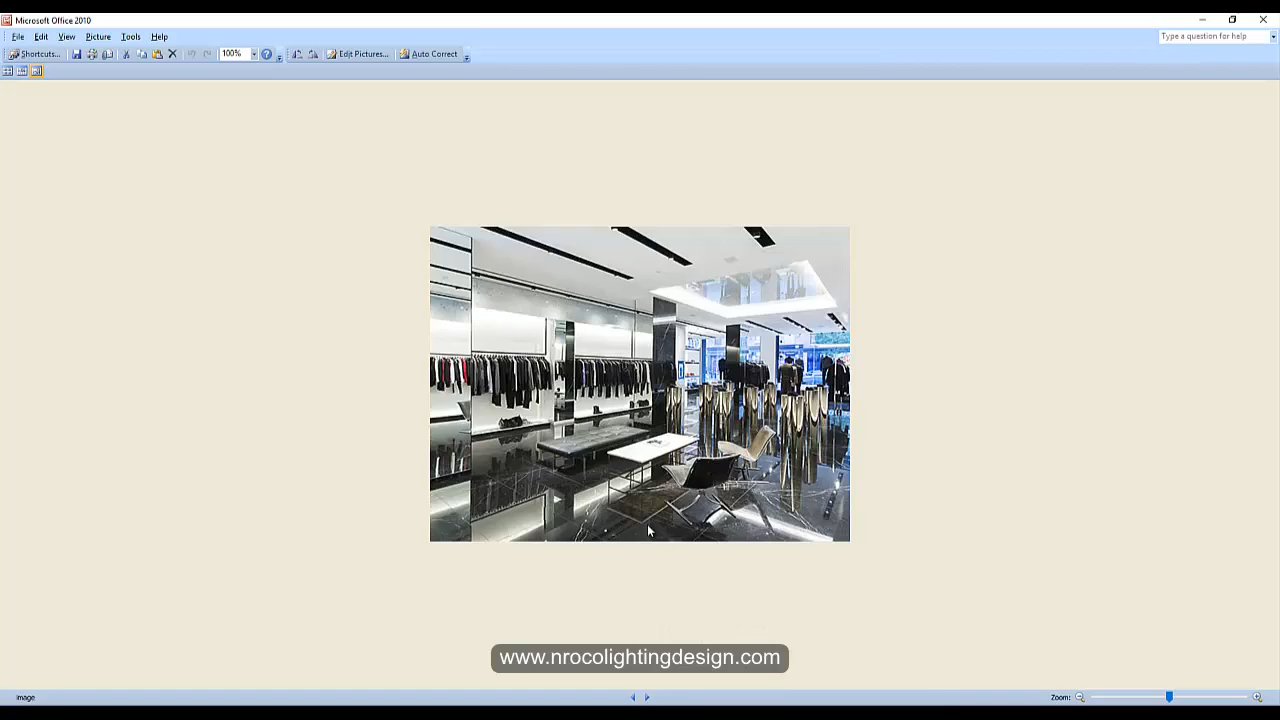 Microsoft Office 2010
File Edit View Picture Tools Help
Type a question for help
Shortcuts... 100% Edit Pictures... Auto Correct
www.nrocolightingdesign.com
Image
Zoom: